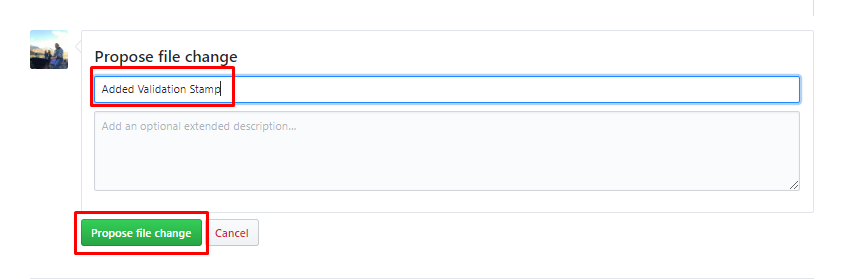 Propose file change
Added Validation Stamp
Add an optional extended description...
Propose file change
Cancel